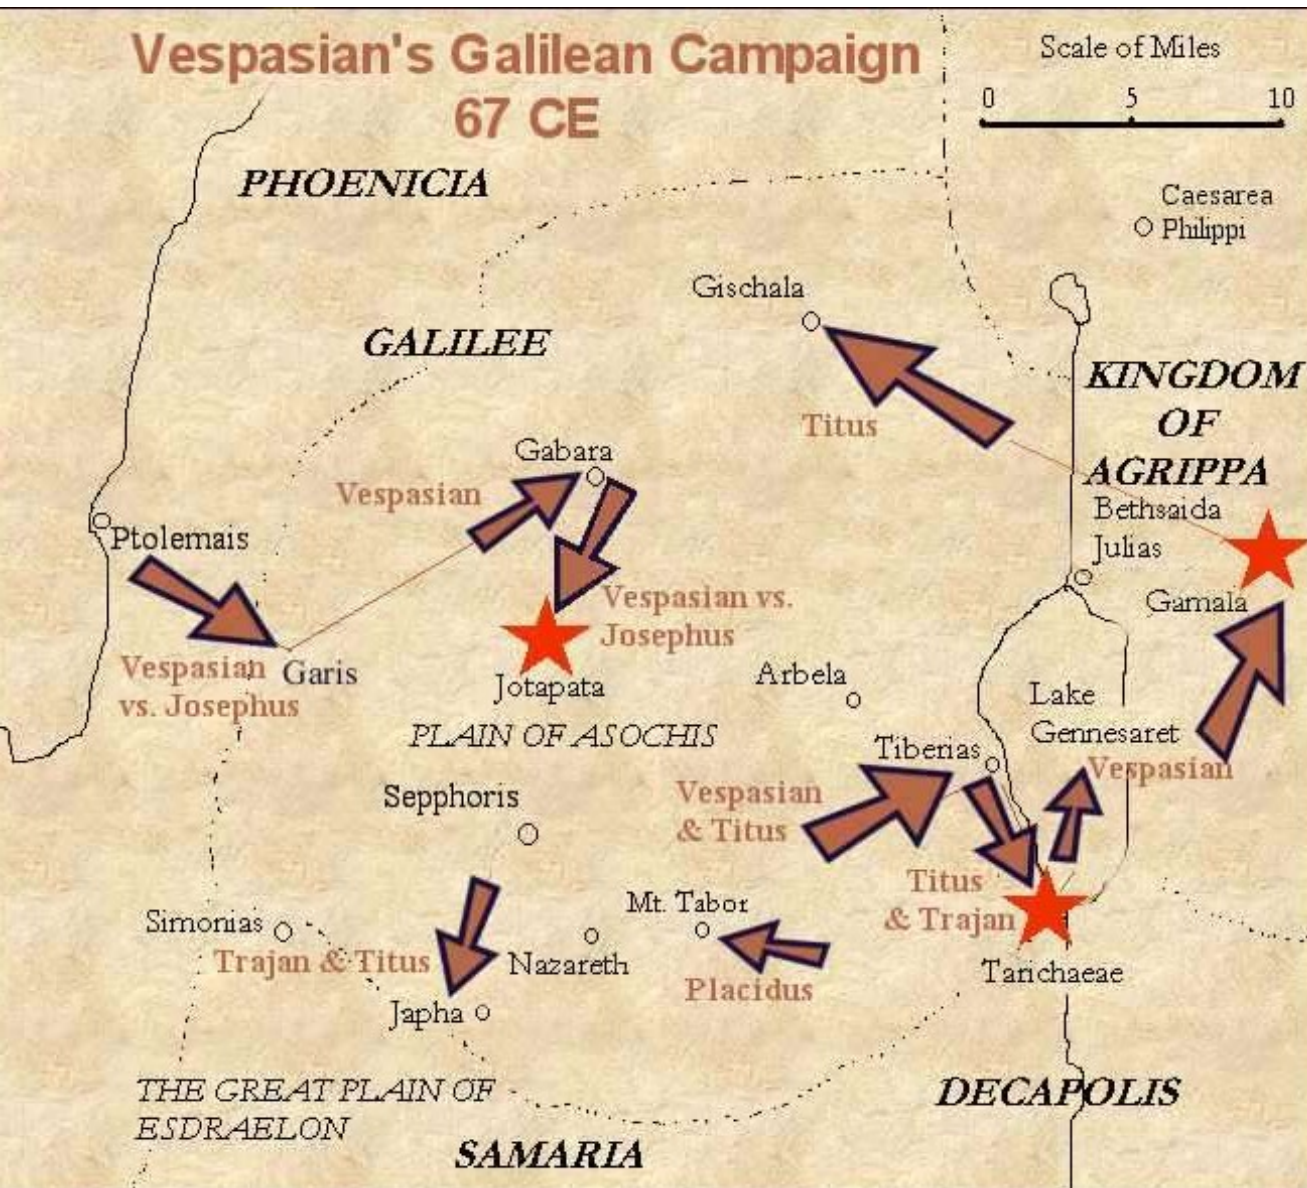 Vespasian's Galilean Campaign
67 CE
Scale of Miles
0 5 10
PHOENICIA
Caesarea
Philippi
Gischala
GALILEE
KINGDOM
OF
AGRIPPA
Titus
Gabara
Vespasian
Bethsaida
Julias
Ptolemais
Gamala
Vespasian vs.
Josephus
Vespasian
vs. Josephus
Garis
Jotapata
Arbela
Lake
Gennesaret
PLAIN OF ASOCHIS
Tiberias
Vespasian
Sepphoris
Vespasian
& Titus
Titus
& Trajan
Mt. Tabor
Simonias
Trajan & Titus
Nazareth
Placidus
Tarichaeae
Japha
THE GREAT PLAIN OF
ESDRAELON
DECAPOLIS
SAMARIA